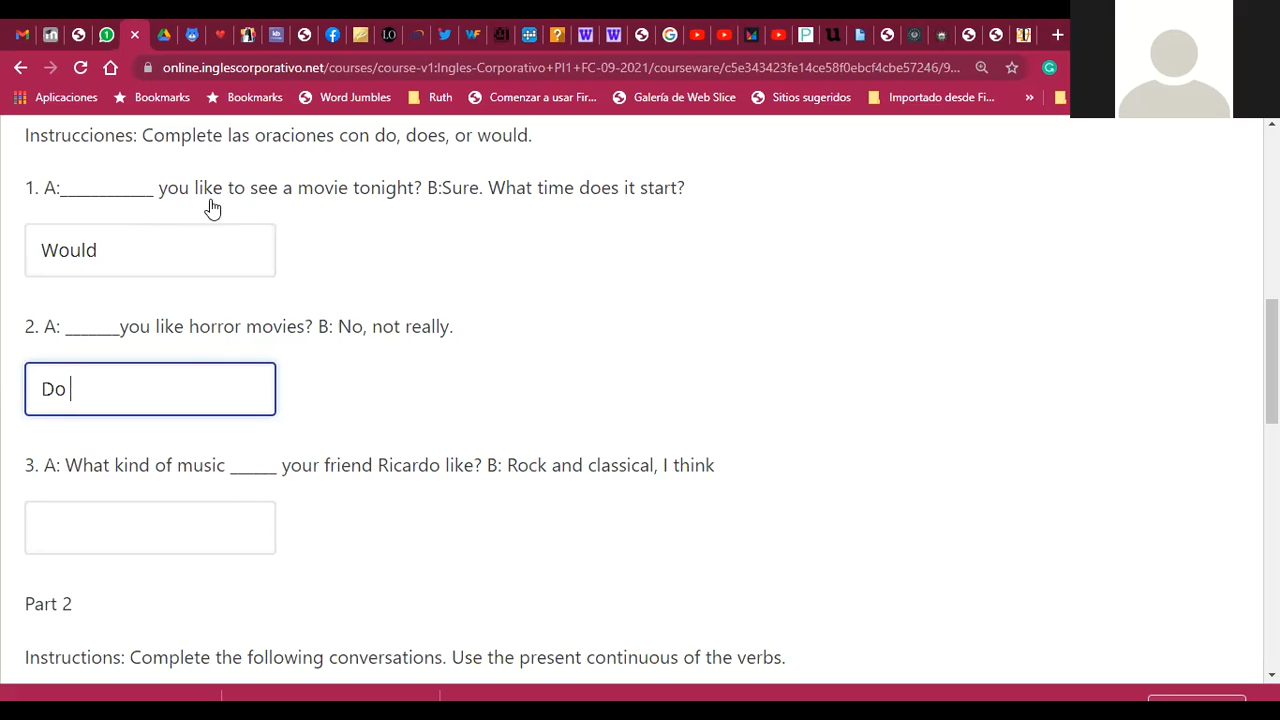 online.inglescorporativo.net/courses/course-v1:Ingles-Corporativo+PI1+FC-09-2021/courseware/c5e343423fe14ce58f0ebcf4cbe57246/9...
Aplicaciones Bookmarks Bookmarks Word Jumbles Ruth Comenzar a usar Fir... Galería de Web Slice Sitios sugeridos Importado desde Fi... »
Instrucciones: Complete las oraciones con do, does, or would.
1. A:____________ you like to see a movie tonight? B:Sure. What time does it start?
Would
2. A: _______you like horror movies? B: No, not really.
Do
3. A: What kind of music ______ your friend Ricardo like? B: Rock and classical, I think
Part 2
Instructions: Complete the following conversations. Use the present continuous of the verbs.